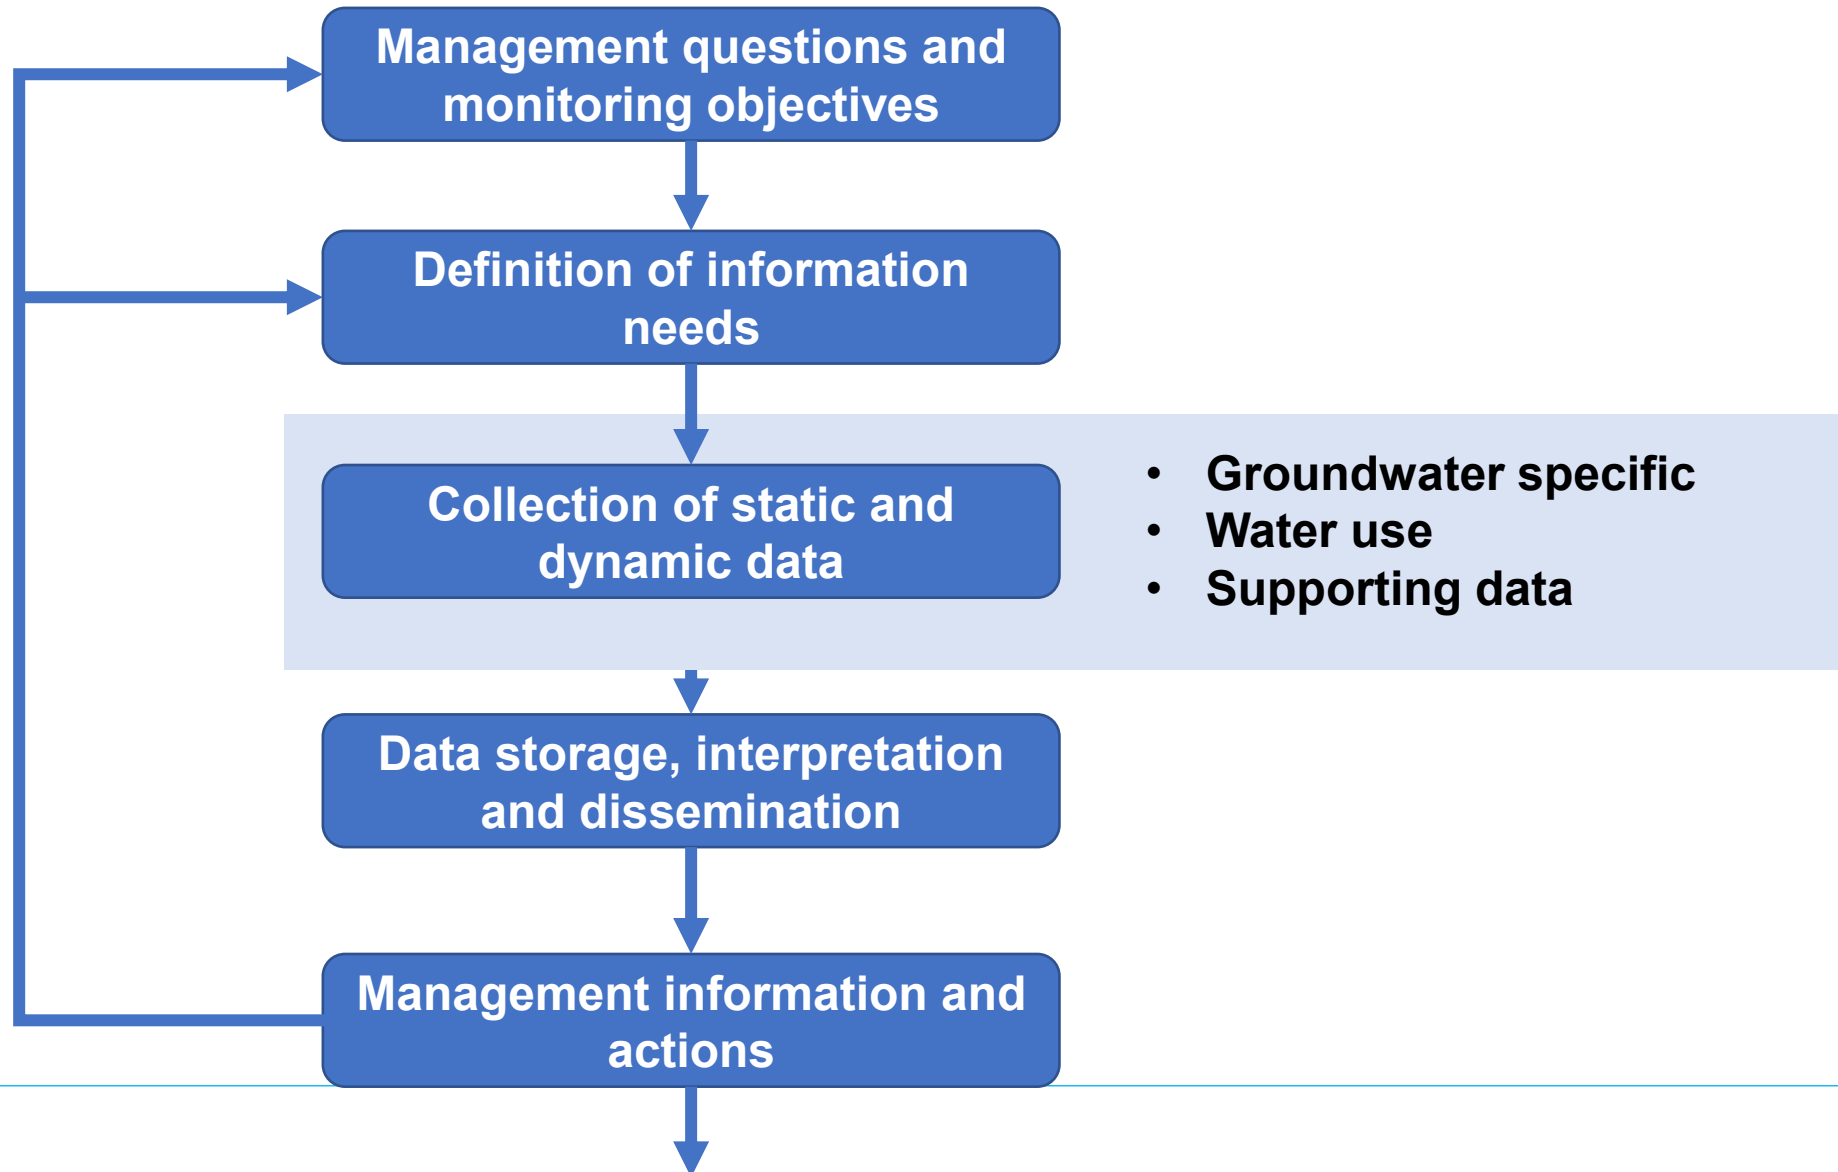 Management questions and
monitoring objectives
Definition of information
needs
Collection of static and
dynamic data
• Groundwater specific
• Water use
• Supporting data
Data storage, interpretation
and dissemination
Management information and
actions